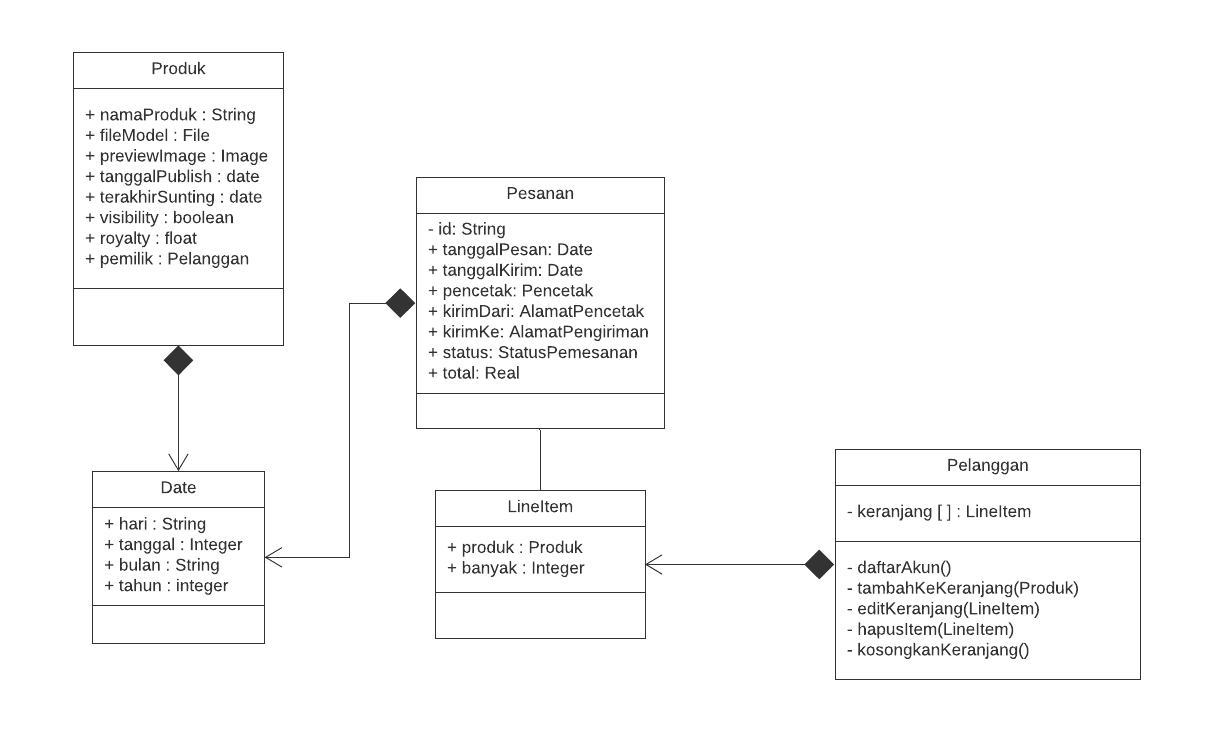 Produk
+ namaProduk : String
+ fileModel : File
+ previewImage : Image
+ tanggalPublish : date
+ terakhirSunting : date
+ visibility : boolean
+ royalty : float
+ pemilik : Pelanggan
Pesanan
- id: String
+ tanggalPesan: Date
+ tanggalKirim: Date
+ pencetak: Pencetak
+ kirimDari: AlamatPencetak
+ kirimKe: AlamatPengiriman
+ status: StatusPemesanan
+ total: Real
Date
+ hari : String
+ tanggal : Integer
+ bulan : String
+ tahun : integer
LineItem
+ produk : Produk
+ banyak : Integer
Pelanggan
- keranjang [ ] : LineItem
- daftarAkun()
- tambahKeKeranjang(Produk)
- editKeranjang(LineItem)
- hapusItem(LineItem)
- kosongkanKeranjang()